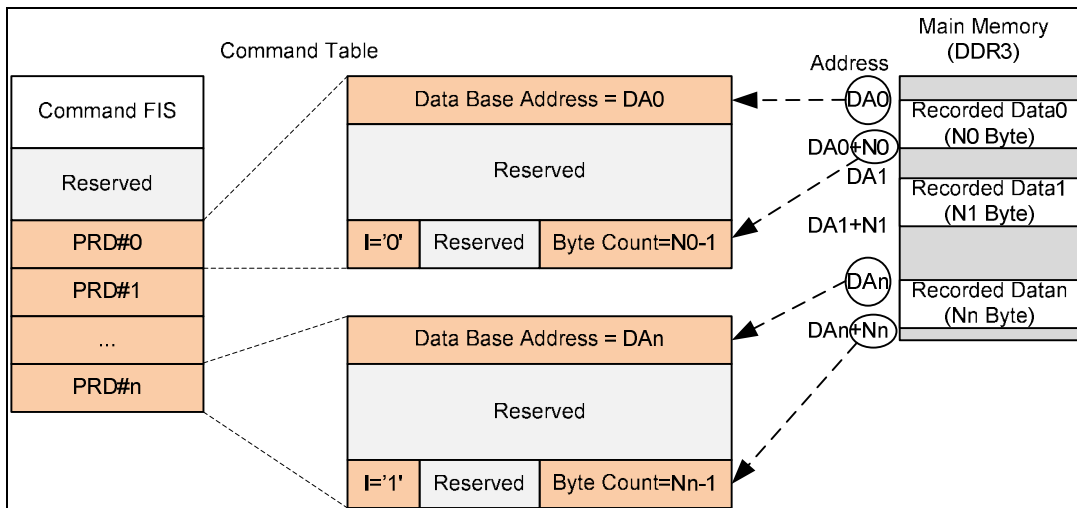 Command Table
Command FIS
Reserved
PRD#0
PRD#1
...
PRD#n
Data Base Address = DA0
Reserved
I='0'
Reserved
Byte Count=N0-1
Data Base Address = DAn
Reserved
I='1'
Reserved
Byte Count=Nn-1
Address
DA0
DA0+N0
DA1
DA1+N1
DAn
DAn+Nn
Main Memory
(DDR3)
Recorded Data0
(N0 Byte)
Recorded Data1
(N1 Byte)
Recorded Datan
(Nn Byte)